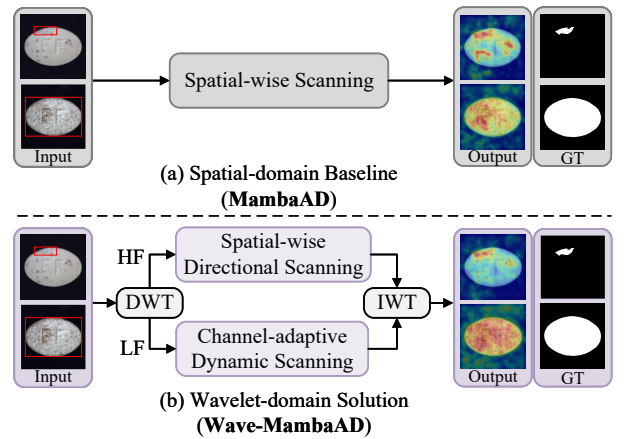 Spatial-wise Scanning
Input
Output
GT
(a) Spatial-domain Baseline
(MambaAD)
HF
Spatial-wise
Directional Scanning
DWT
IWT
LF
Channel-adaptive
Dynamic Scanning
Input
Output
GT
(b) Wavelet-domain Solution
(Wave-MambaAD)